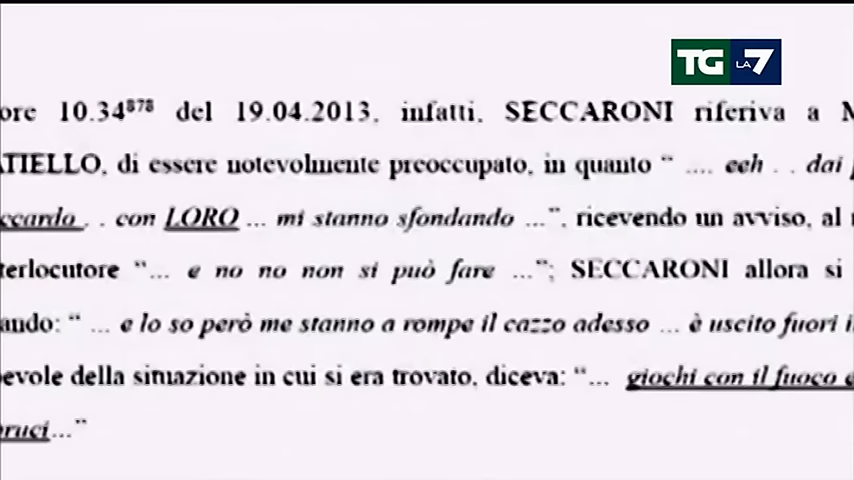 TG LA7
ore 10.34⁸⁷⁸ del 19.04.2013, infatti, SECCARONI riferiva a M
TIELLO, di essere notevolmente preoccupato, in quanto “ .... eeh . . dai p
ccardo . . con LORO ... mi stanno sfondando ...”, ricevendo un avviso, al
terlocutore “... e no no non si può fare ...”; SECCARONI allora si
ando: “ ... e lo so però me stanno a rompe il cazzo adesso ... è uscito fuori i
evole della situazione in cui si era trovato, diceva: “... giochi con il fuoco e
bruci...”